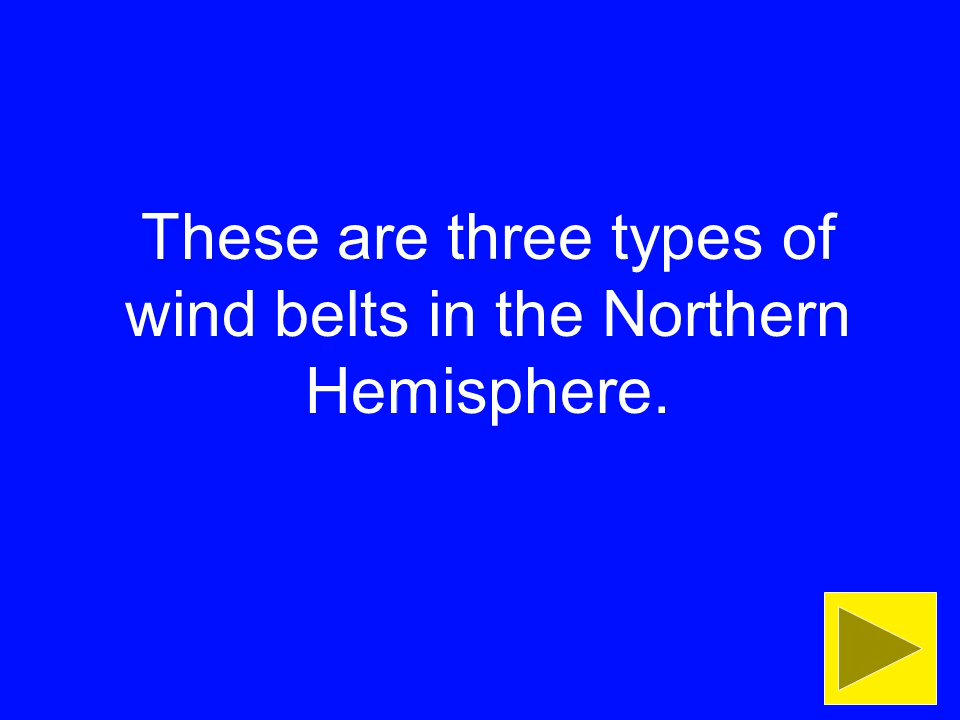 These are three types of
wind belts in the Northern
Hemisphere.